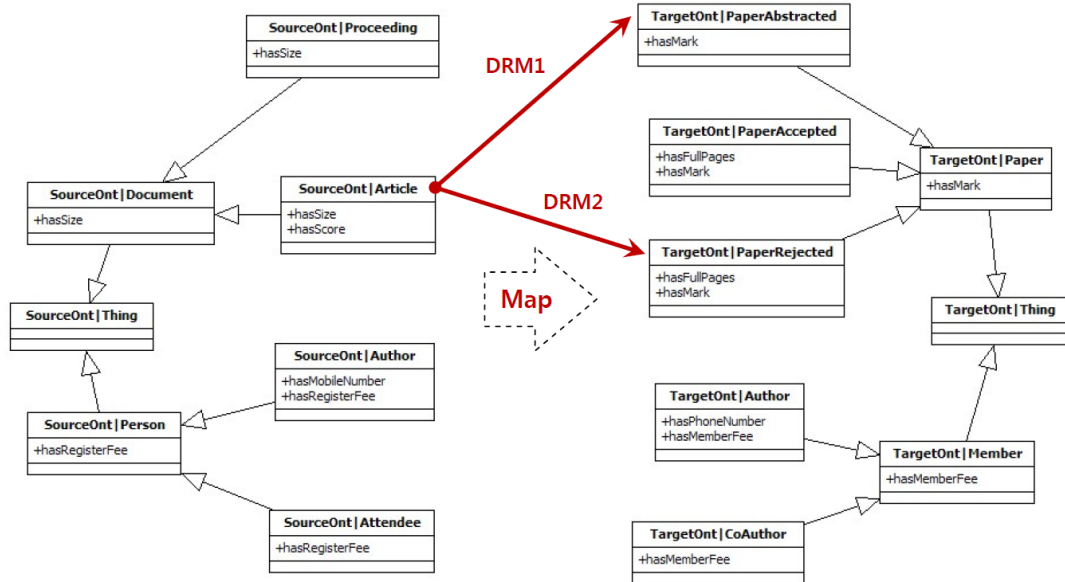 SourceOnt|Proceeding
+hasSize
SourceOnt|Document
+hasSize
SourceOnt|Article
+hasSize
+hasScore
SourceOnt|Thing
SourceOnt|Author
+hasMobileNumber
+hasRegisterFee
SourceOnt|Person
+hasRegisterFee
SourceOnt|Attendee
+hasRegisterFee
DRM1
DRM2
Map
TargetOnt|PaperAbstracted
+hasMark
TargetOnt|PaperAccepted
+hasFullPages
+hasMark
TargetOnt|Paper
+hasMark
TargetOnt|PaperRejected
+hasFullPages
+hasMark
TargetOnt|Thing
TargetOnt|Author
+hasPhoneNumber
+hasMemberFee
TargetOnt|Member
+hasMemberFee
TargetOnt|CoAuthor
+hasMemberFee